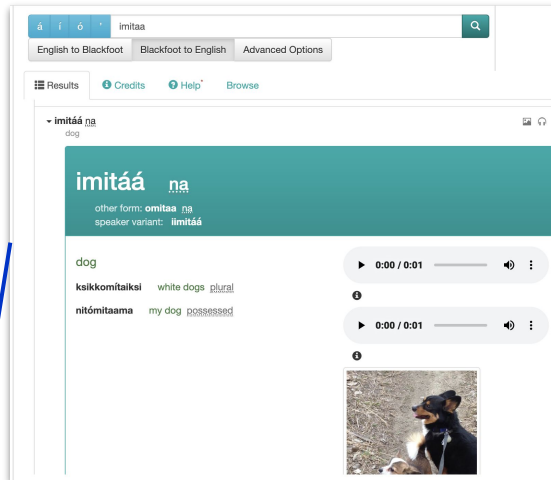 á í ó ' imitaa
English to Blackfoot Blackfoot to English Advanced Options
Results Credits Help* Browse
imitáá na
dog
imitáá na
other form: omitaa na
speaker variant: iimitáá
dog
ksikkomítaiksi white dogs plural
nitómitaama my dog possessed
0:00 / 0:01
0:00 / 0:01